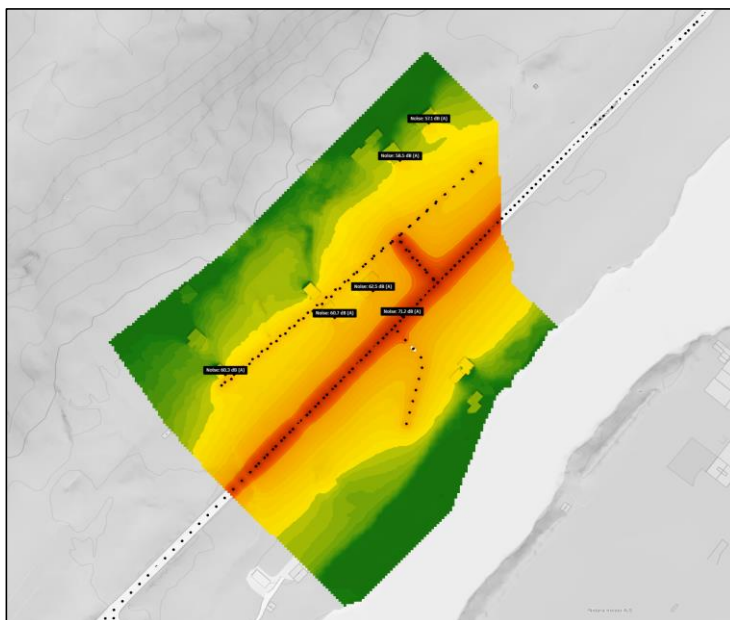 Noise: 57.1 dB [A]
Noise: 58.5 dB [A]
Noise: 62.5 dB [A]
Noise: 60.7 dB [A]
Noise: 71.2 dB [A]
Noise: 60.3 dB [A]